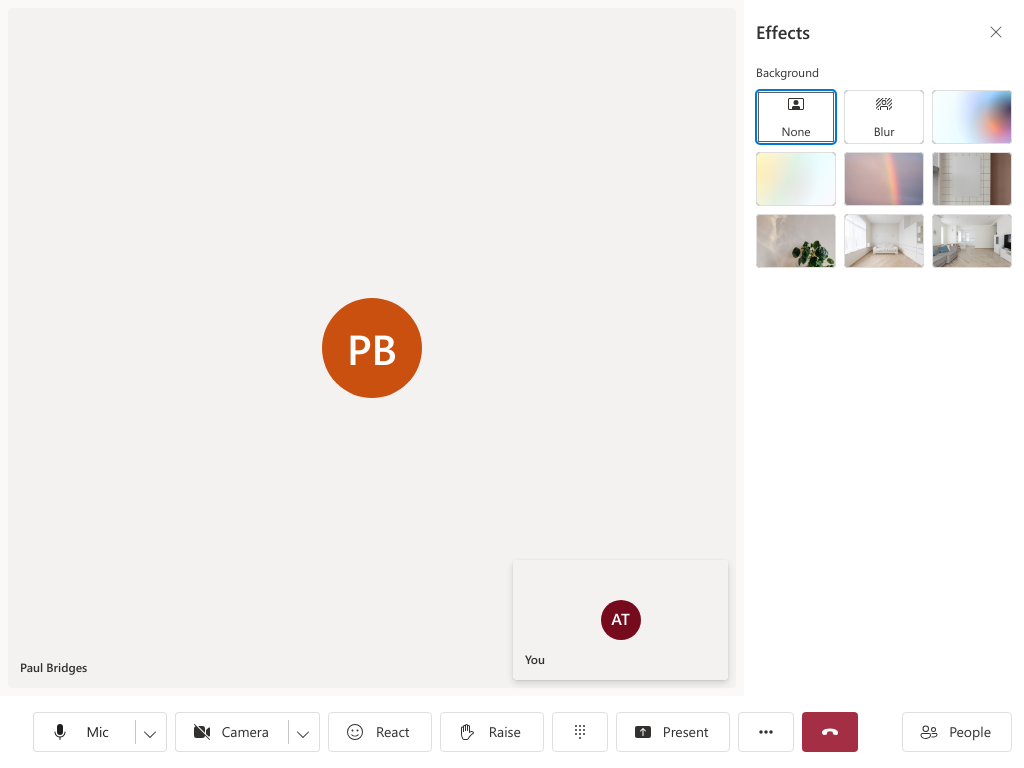 Effects
Background
None
Blur
PB
AT
You
Paul Bridges
Mic
Camera
React
Raise
Present
People